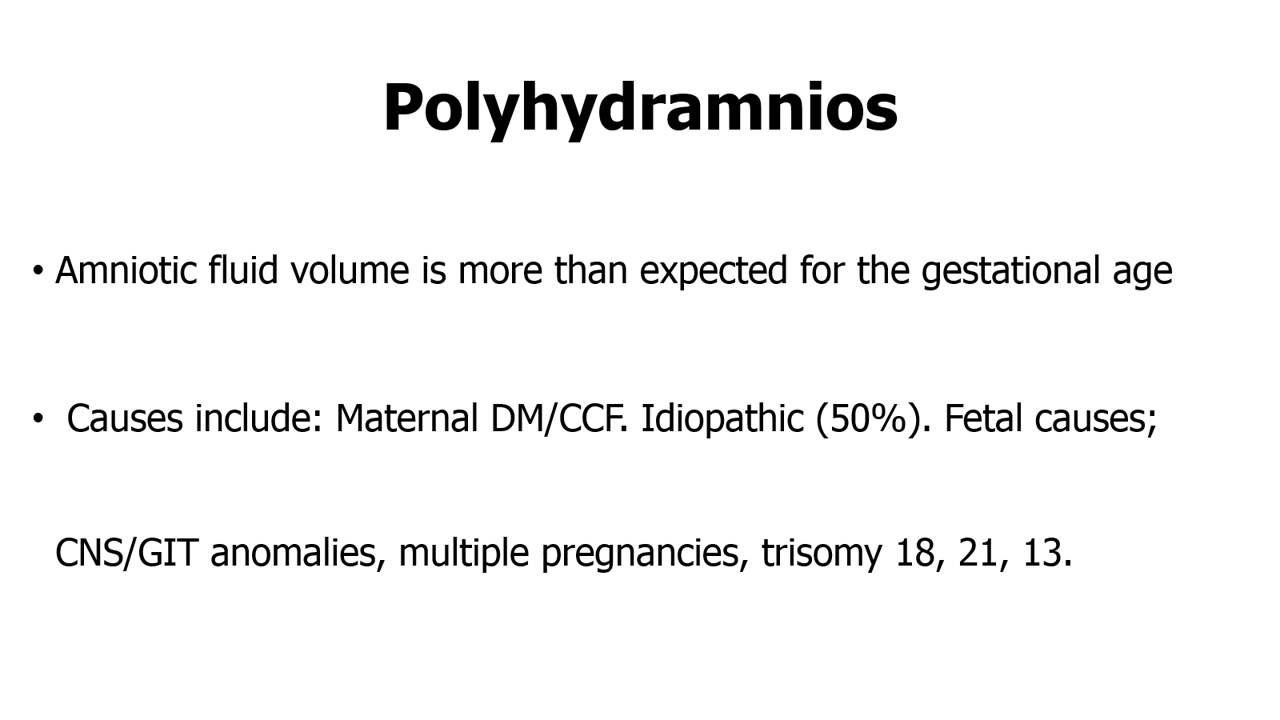 Polyhydramnios
• Amniotic fluid volume is more than expected for the gestational age
• Causes include: Maternal DM/CCF. Idiopathic (50%). Fetal causes;
CNS/GIT anomalies, multiple pregnancies, trisomy 18, 21, 13.